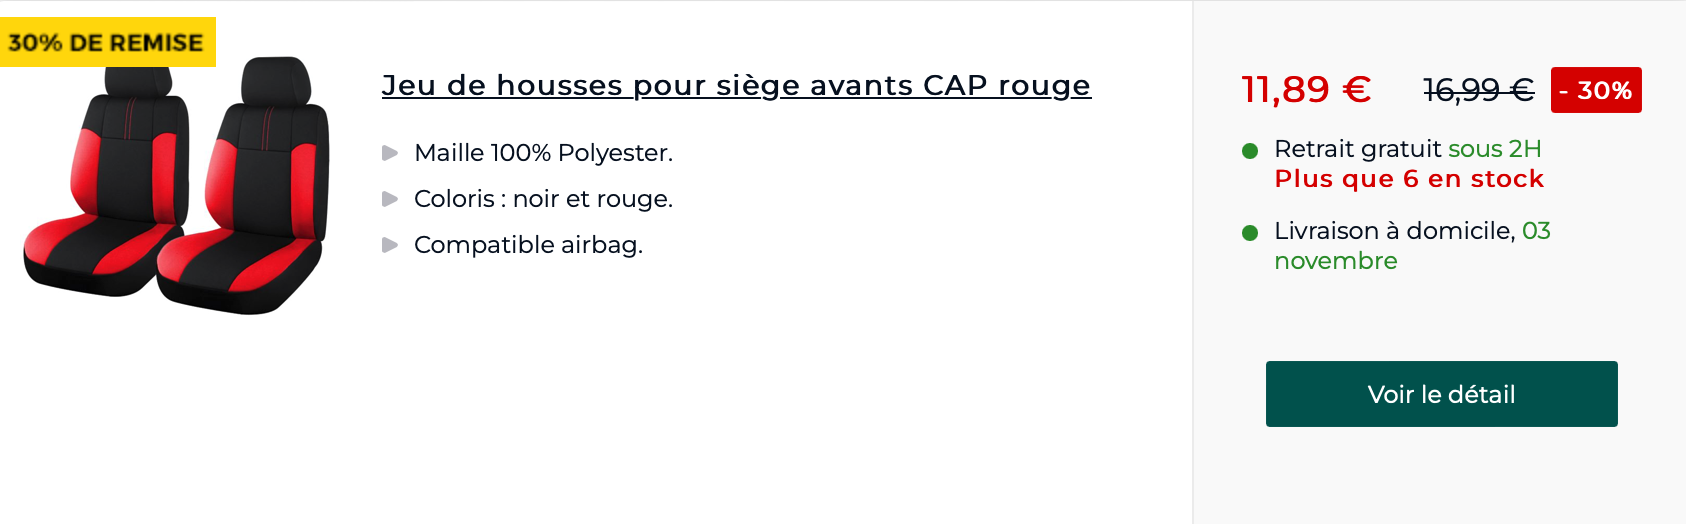 30% DE REMISE
Jeu de housses pour siège avants CAP rouge
Maille 100% Polyester.
Coloris : noir et rouge.
Compatible airbag.
11,89 € 16,99 € - 30%
Retrait gratuit sous 2H
Plus que 6 en stock
Livraison à domicile, 03
novembre
Voir le détail